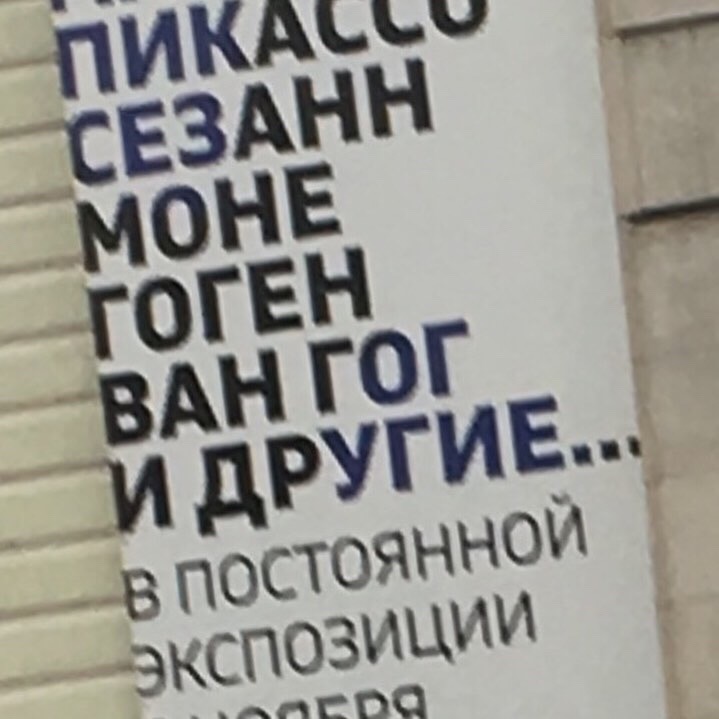 ПИКАССО
СЕЗАНН
МОНЕ
ГОГЕН
ВАН ГОГ
И ДРУГИЕ...
В ПОСТОЯННОЙ
ЭКСПОЗИЦИИ